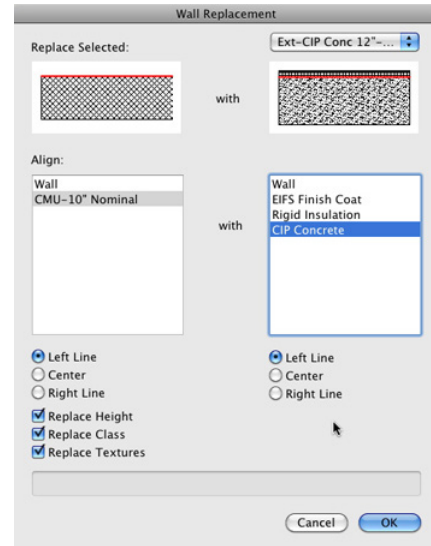 Wall Replacement
Replace Selected:
Ext-CIP Conc 12"-...
with
Align:
Wall
CMU-10" Nominal
with
Wall
EIFS Finish Coat
Rigid Insulation
CIP Concrete
Left Line
Center
Right Line
Left Line
Center
Right Line
Replace Height
Replace Class
Replace Textures
Cancel
OK